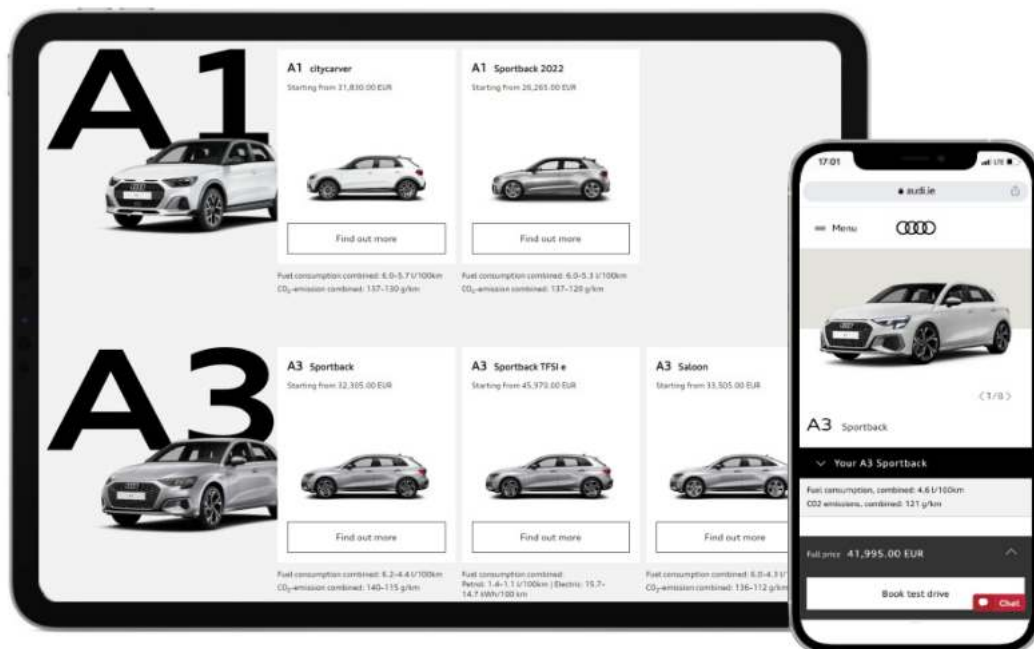 A1
A1 citycarver
Starting from 31,830.00 EUR
Find out more
Fuel consumption combined: 6.0–5.7 l/100km
CO₂-emission combined: 137–130 g/km
A1 Sportback 2022
Starting from 26,265.00 EUR
Find out more
Fuel consumption combined: 6.0–5.3 l/100km
CO₂-emission combined: 137–120 g/km
A3
A3 Sportback
Starting from 32,305.00 EUR
Find out more
Fuel consumption combined: 6.2–4.4 l/100km
CO₂-emission combined: 140–115 g/km
A3 Sportback TFSI e
Starting from 45,970.00 EUR
Find out more
Fuel consumption combined:
Petrol: 1.4–1.1 l/100km | Electric: 15.7–
14.7 kWh/100 km
A3 Saloon
Starting from 33,505.00 EUR
Find out more
Fuel consumption combined: 6.0–4.3 l/
CO₂-emission combined: 136–112 g/km
17:01
LTE
audi.ie
Menu
<1/8>
A3 Sportback
Your A3 Sportback
Fuel consumption, combined: 4.6 l/100km
CO2 emissions, combined: 121 g/km
Full price 41,995.00 EUR
Book test drive
Chat